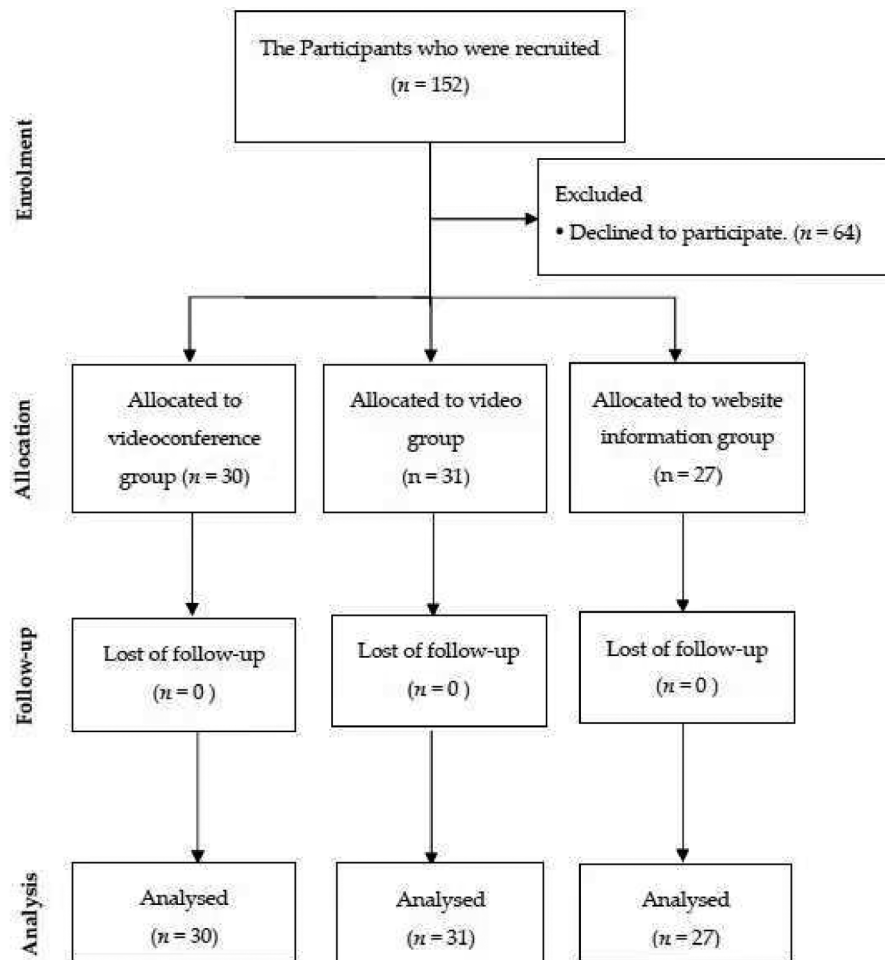 The Participants who were recruited
(n = 152)
Enrolment
Excluded
• Declined to participate. (n = 64)
Allocation
Allocated to
videoconference
group (n = 30)
Allocated to video
group
(n = 31)
Allocated to website
information group
(n = 27)
Follow-up
Lost of follow-up
(n = 0 )
Lost of follow-up
(n = 0 )
Lost of follow-up
(n = 0 )
Analysis
Analysed
(n = 30)
Analysed
(n = 31)
Analysed
(n = 27)